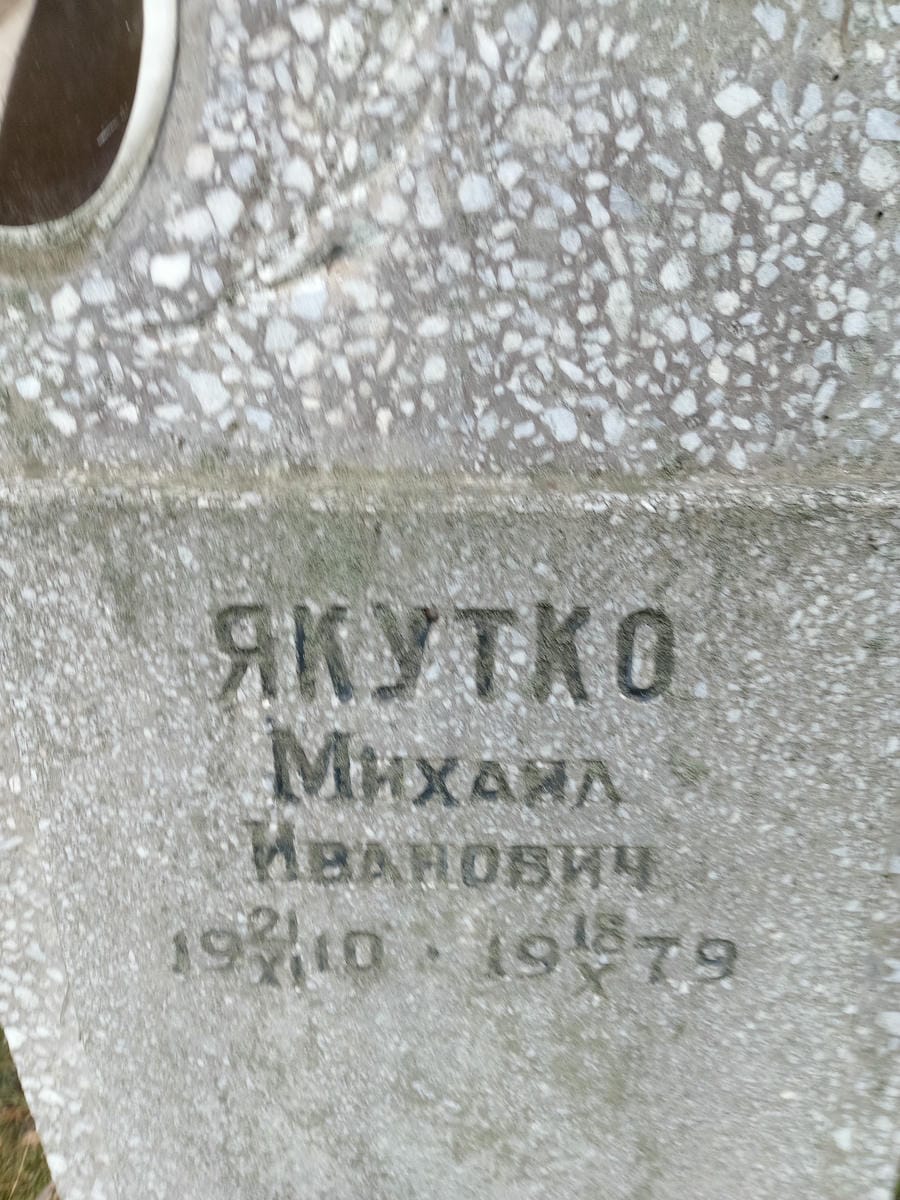 ЯКУТКО
Михаил
Иванович
19 21/XI 10 · 19 18/X 79